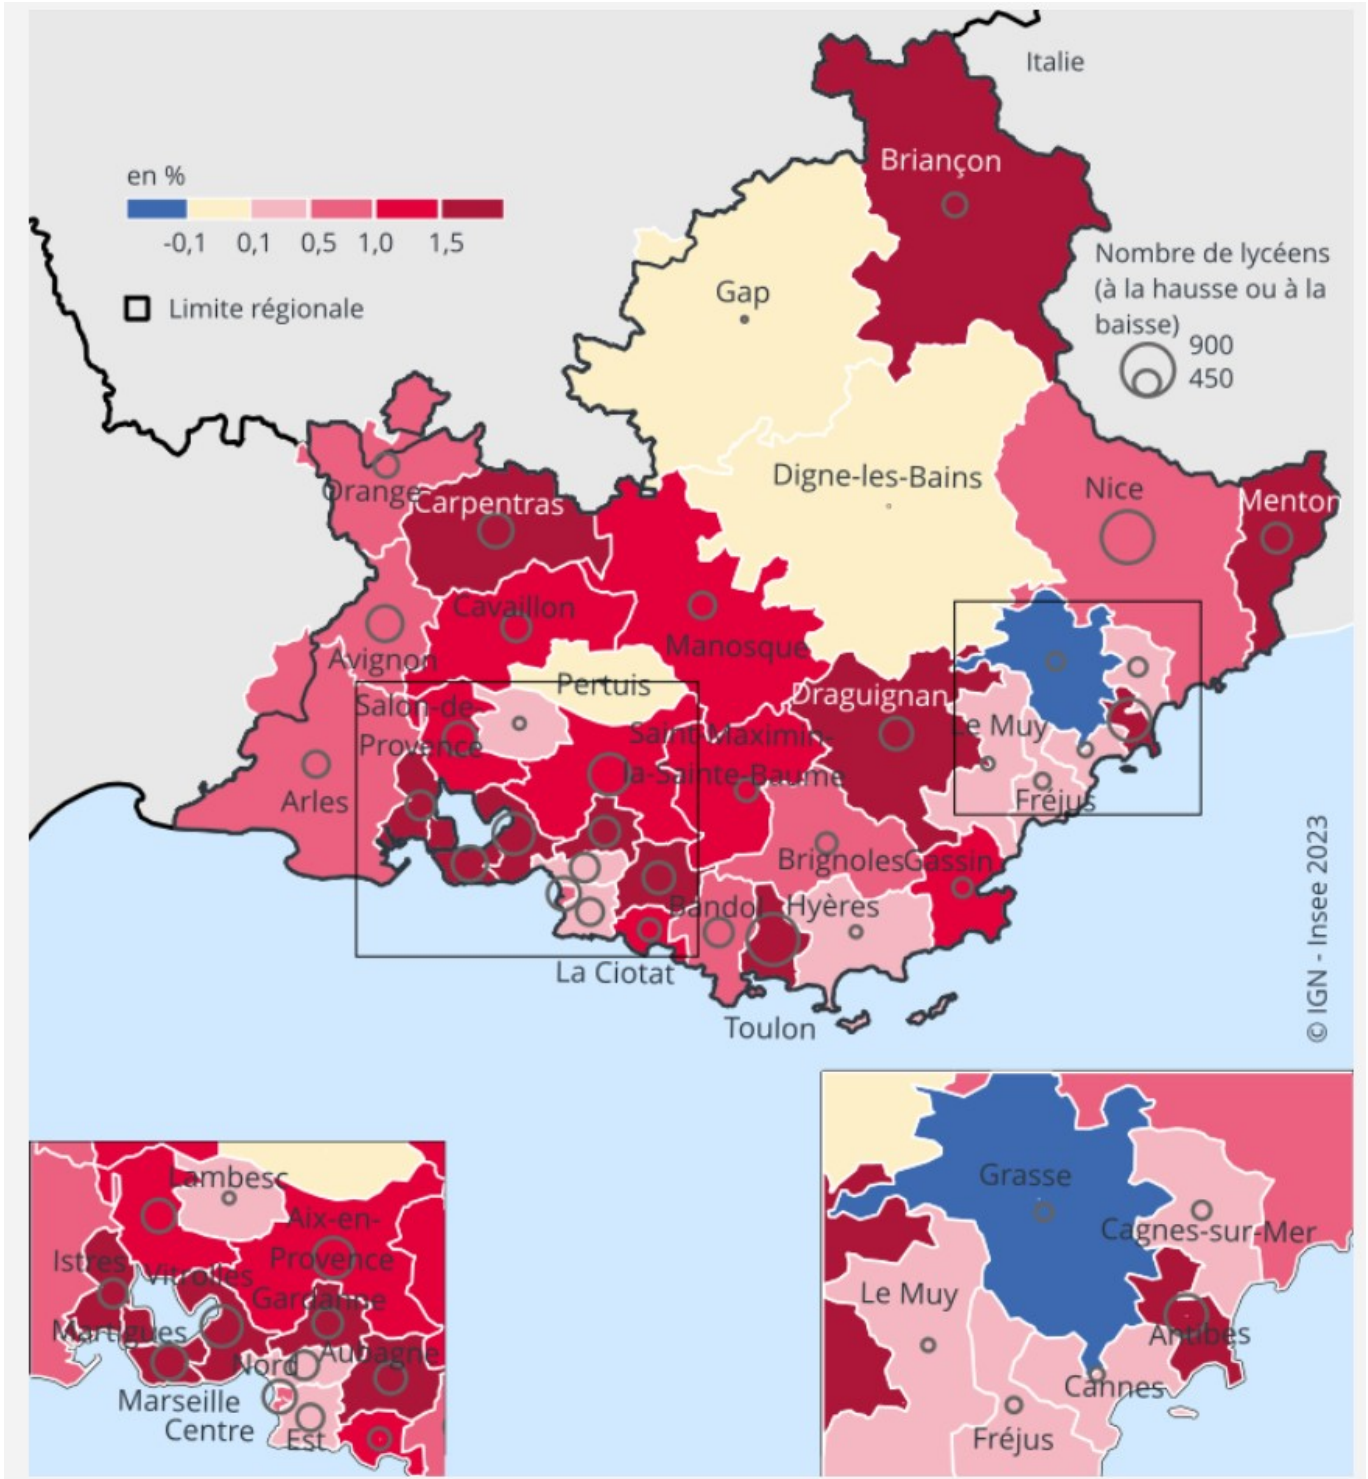 Italie
Briançon
en %
-0,1 0,1 0,5 1,0 1,5
Limite régionale
Nombre de lycéens
(à la hausse ou à la
baisse)
900
450
Gap
Digne-les-Bains
Nice
Menton
Orange
Carpentras
Cavaillon
Manosque
Avignon
Pertuis
Draguignan
Salon-de-
Provence
Saint-Maximin-
la-Sainte-Baume
Le Muy
Arles
Fréjus
Brignoles
Gassin
Bandol
Hyères
La Ciotat
Toulon
© IGN - Insee 2023
Lambesc
Aix-en-
Provence
Istres
Vitrolles
Gardanne
Martigues
Nord
Aubagne
Marseille
Centre
Est
Grasse
Cagnes-sur-Mer
Le Muy
Antibes
Cannes
Fréjus